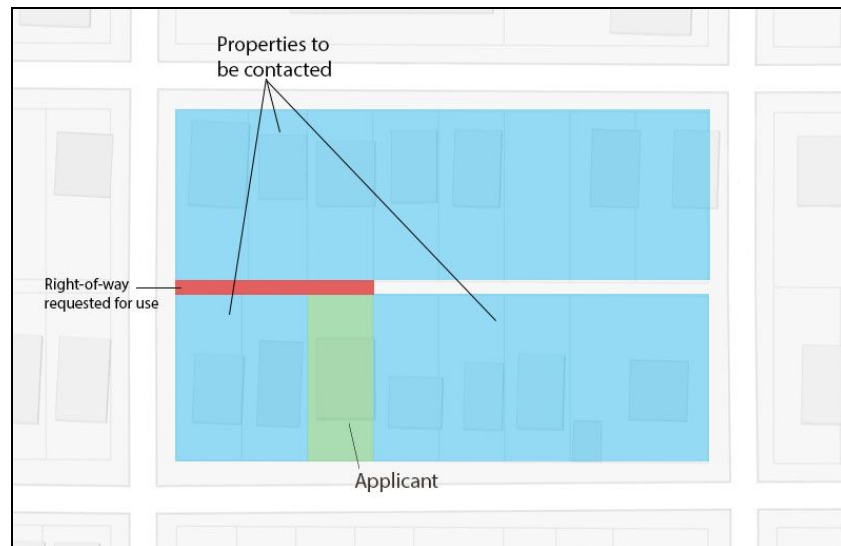 Properties to
be contacted
Right-of-way
requested for use
Applicant